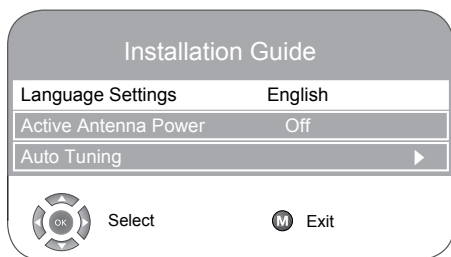 Installation Guide
Language Settings English
Active Antenna Power Off
Auto Tuning
OK Select M Exit